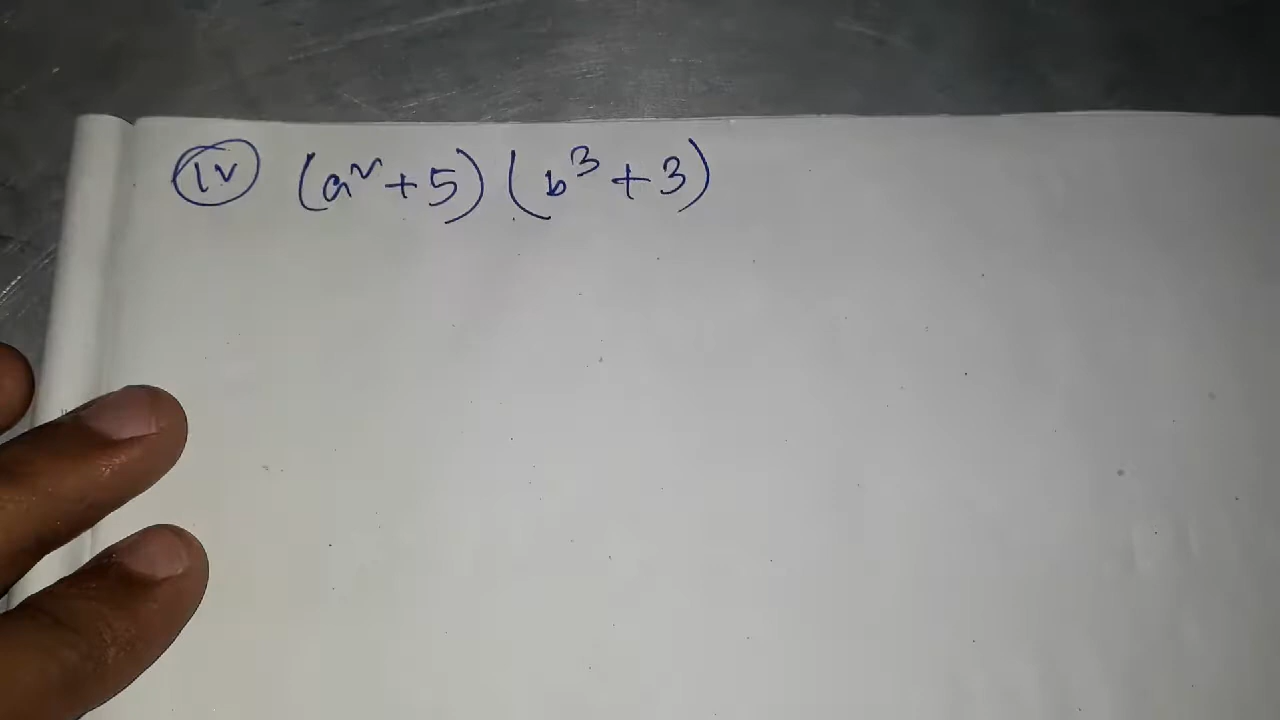 (iv) (a² + 5) (b³ + 3)